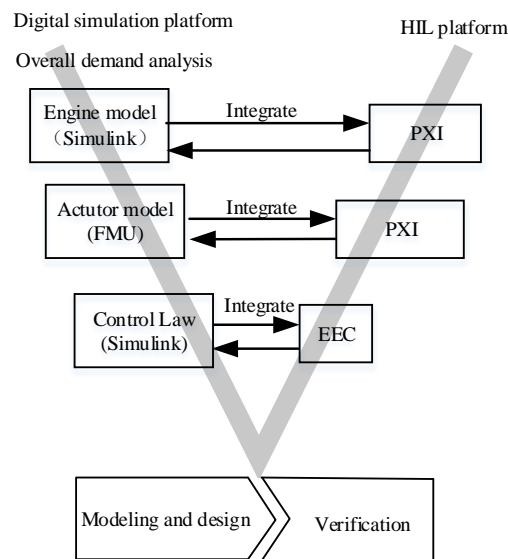 Digital simulation platform
HIL platform
Overall demand analysis
Engine model
（Simulink）
Integrate
PXI
Actutor model
(FMU)
Integrate
PXI
Control Law
(Simulink)
Integrate
EEC
Modeling and design
Verification